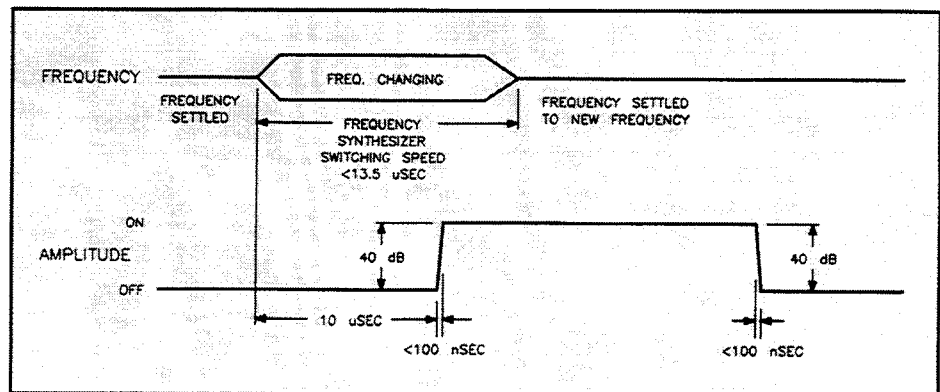 FREQUENCY
FREQ. CHANGING
FREQUENCY
SETTLED
FREQUENCY SETTLED
TO NEW FREQUENCY
FREQUENCY
SYNTHESIZER
SWITCHING SPEED
<13.5 uSEC
ON
AMPLITUDE
OFF
40 dB
40 dB
10 uSEC
<100 nSEC
<100 nSEC